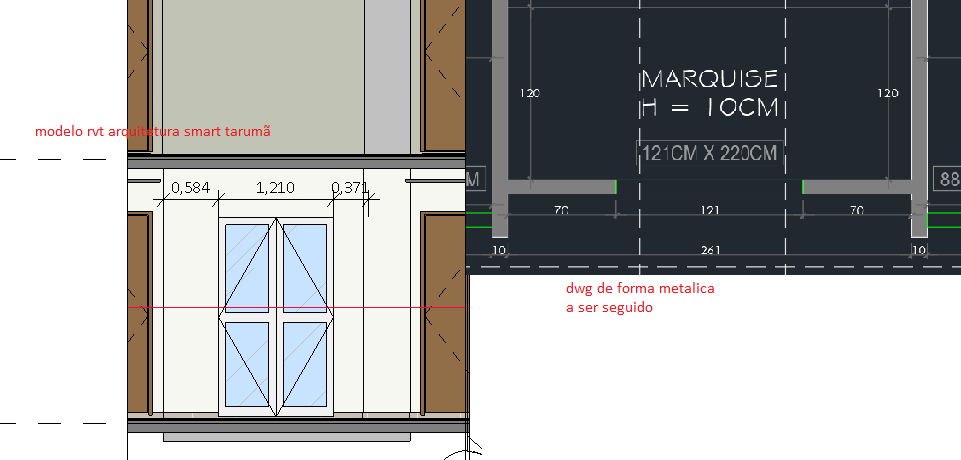 MARQUISE
120
120
H = 10CM
modelo rvt arquitetura smart tarumã
121CM X 220CM
M
88
0,584
1,210
0,371
70
121
70
10
261
10
dwg de forma metalica
a ser seguido